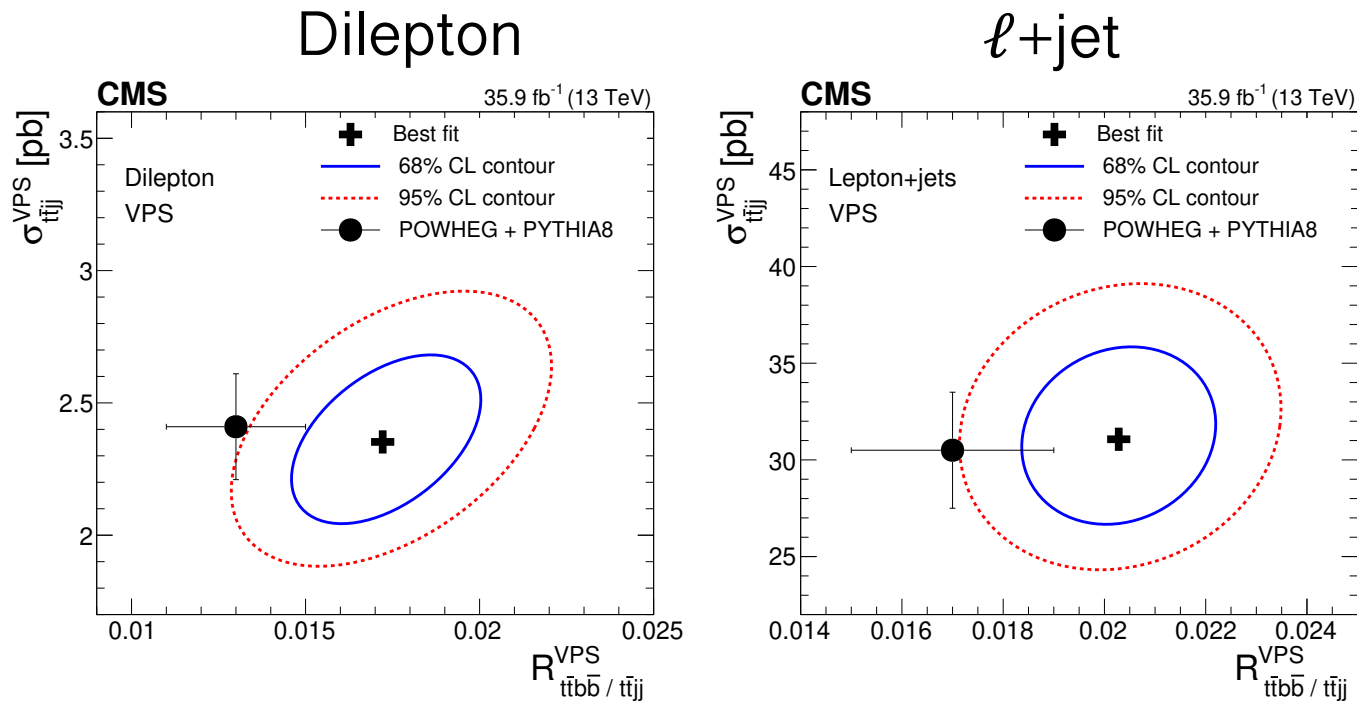 Dilepton
CMS
35.9 fb⁻¹ (13 TeV)
Best fit
68% CL contour
95% CL contour
POWHEG + PYTHIA8
Dilepton
VPS
σ^VPS_tt̄jj [pb]
3.5
3
2.5
2
0.01
0.015
0.02
0.025
R^VPS_tt̄bb̄ / tt̄jj
ℓ+jet
CMS
35.9 fb⁻¹ (13 TeV)
Best fit
68% CL contour
95% CL contour
POWHEG + PYTHIA8
Lepton+jets
VPS
σ^VPS_tt̄jj [pb]
45
40
35
30
25
0.014
0.016
0.018
0.02
0.022
0.024
R^VPS_tt̄bb̄ / tt̄jj